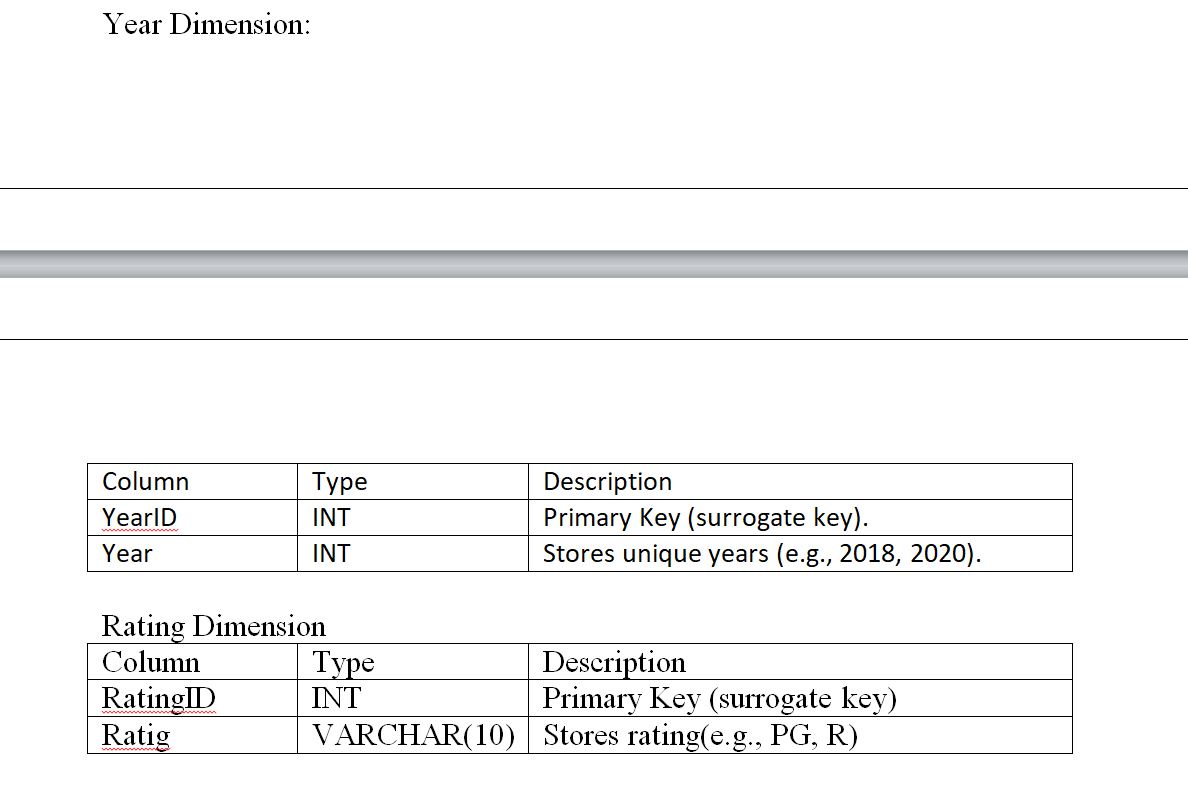 Year Dimension:
Column Type Description
YearID INT Primary Key (surrogate key).
Year INT Stores unique years (e.g., 2018, 2020).
Rating Dimension
Column Type Description
RatingID INT Primary Key (surrogate key)
Ratig VARCHAR(10) Stores rating(e.g., PG, R)